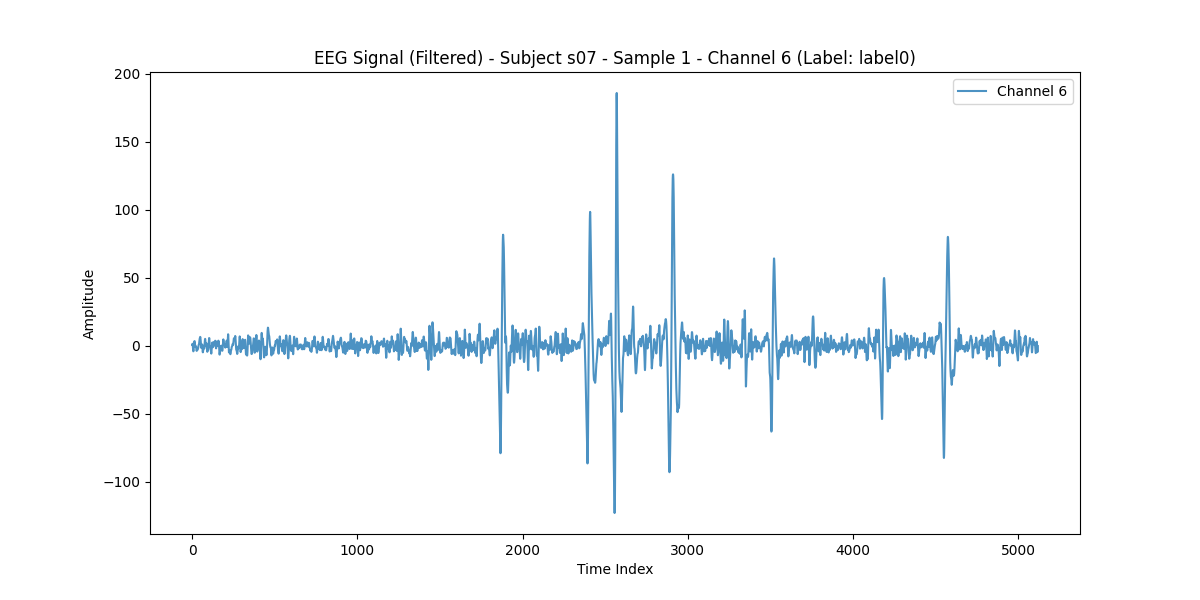 EEG Signal (Filtered) - Subject s07 - Sample 1 - Channel 6 (Label: label0)
Channel 6
200
150
100
50
0
−50
−100
Amplitude
0 1000 2000 3000 4000 5000
Time Index